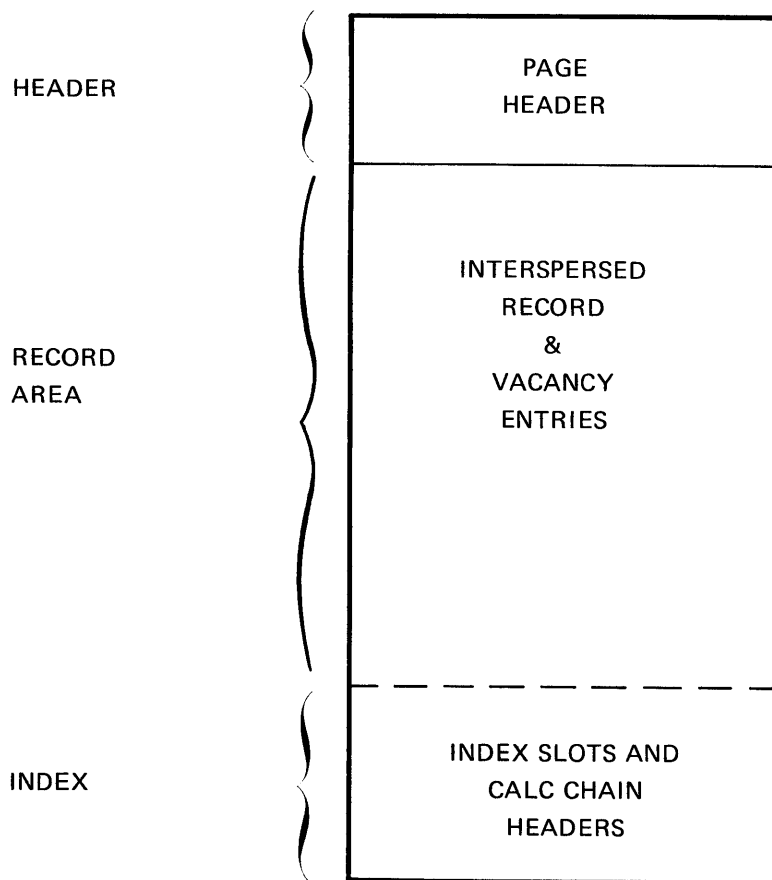 HEADER
PAGE
HEADER
RECORD
AREA
INTERSPERSED
RECORD
&
VACANCY
ENTRIES
INDEX
INDEX SLOTS AND
CALC CHAIN
HEADERS